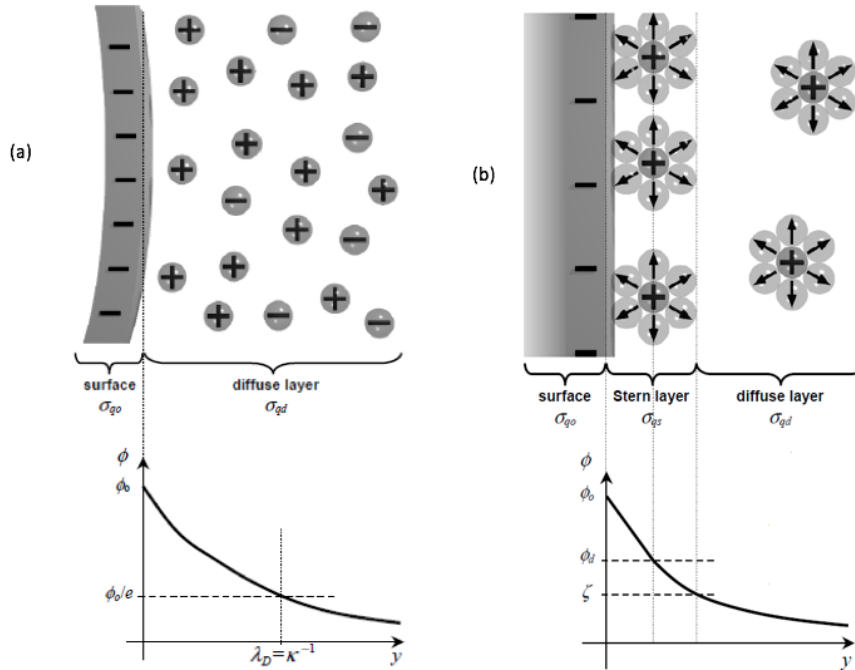 (a)
surface
σqo
diffuse layer
σqd
ϕ
ϕo
ϕo/e
λD=κ⁻¹
y
(b)
surface
σqo
Stern layer
σqs
diffuse layer
σqd
ϕ
ϕo
ϕd
ζ
y